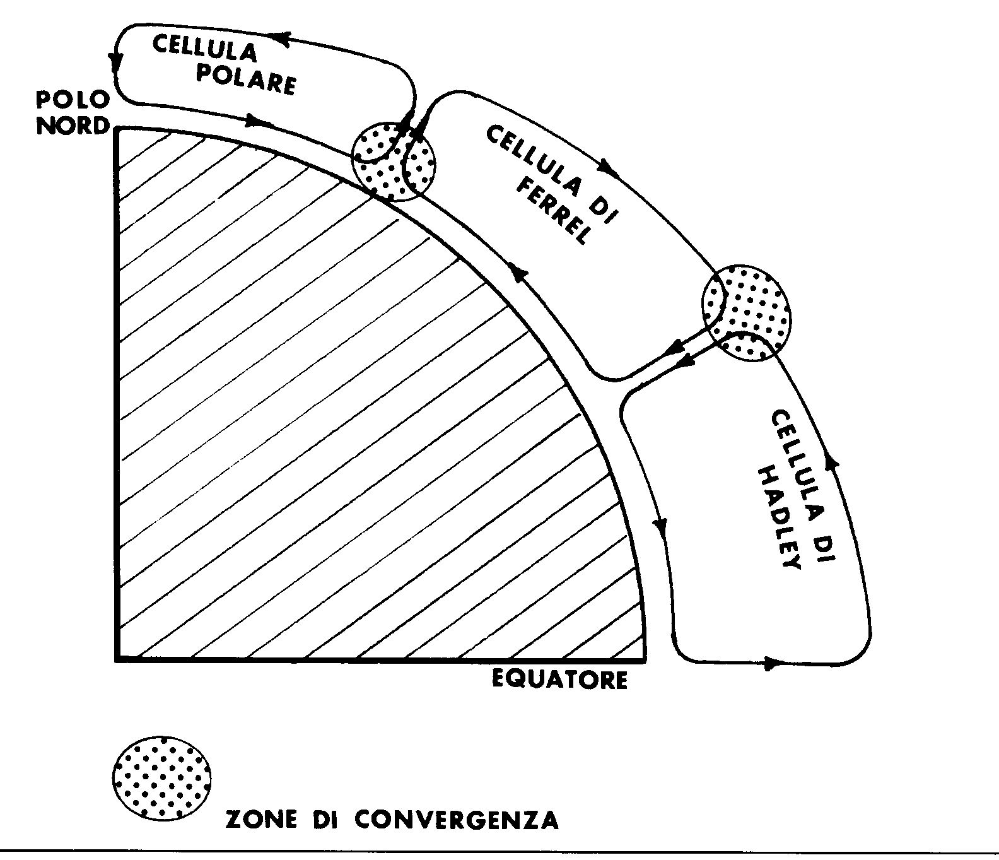 CELLULA
POLARE
POLO
NORD
CELLULA DI
FERREL
CELLULA DI
HADLEY
EQUATORE
ZONE DI CONVERGENZA